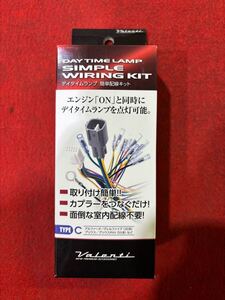 Valenti
DAY TIME LAMP
SIMPLE
WIRING KIT
デイタイムランプ 簡単配線キット
エンジン「ON」と同時に
デイタイムランプを点灯可能。
■取り付け簡単!!
■カプラーをつなぐだけ!
■面倒な室内配線不要!
TYPE C
Valenti